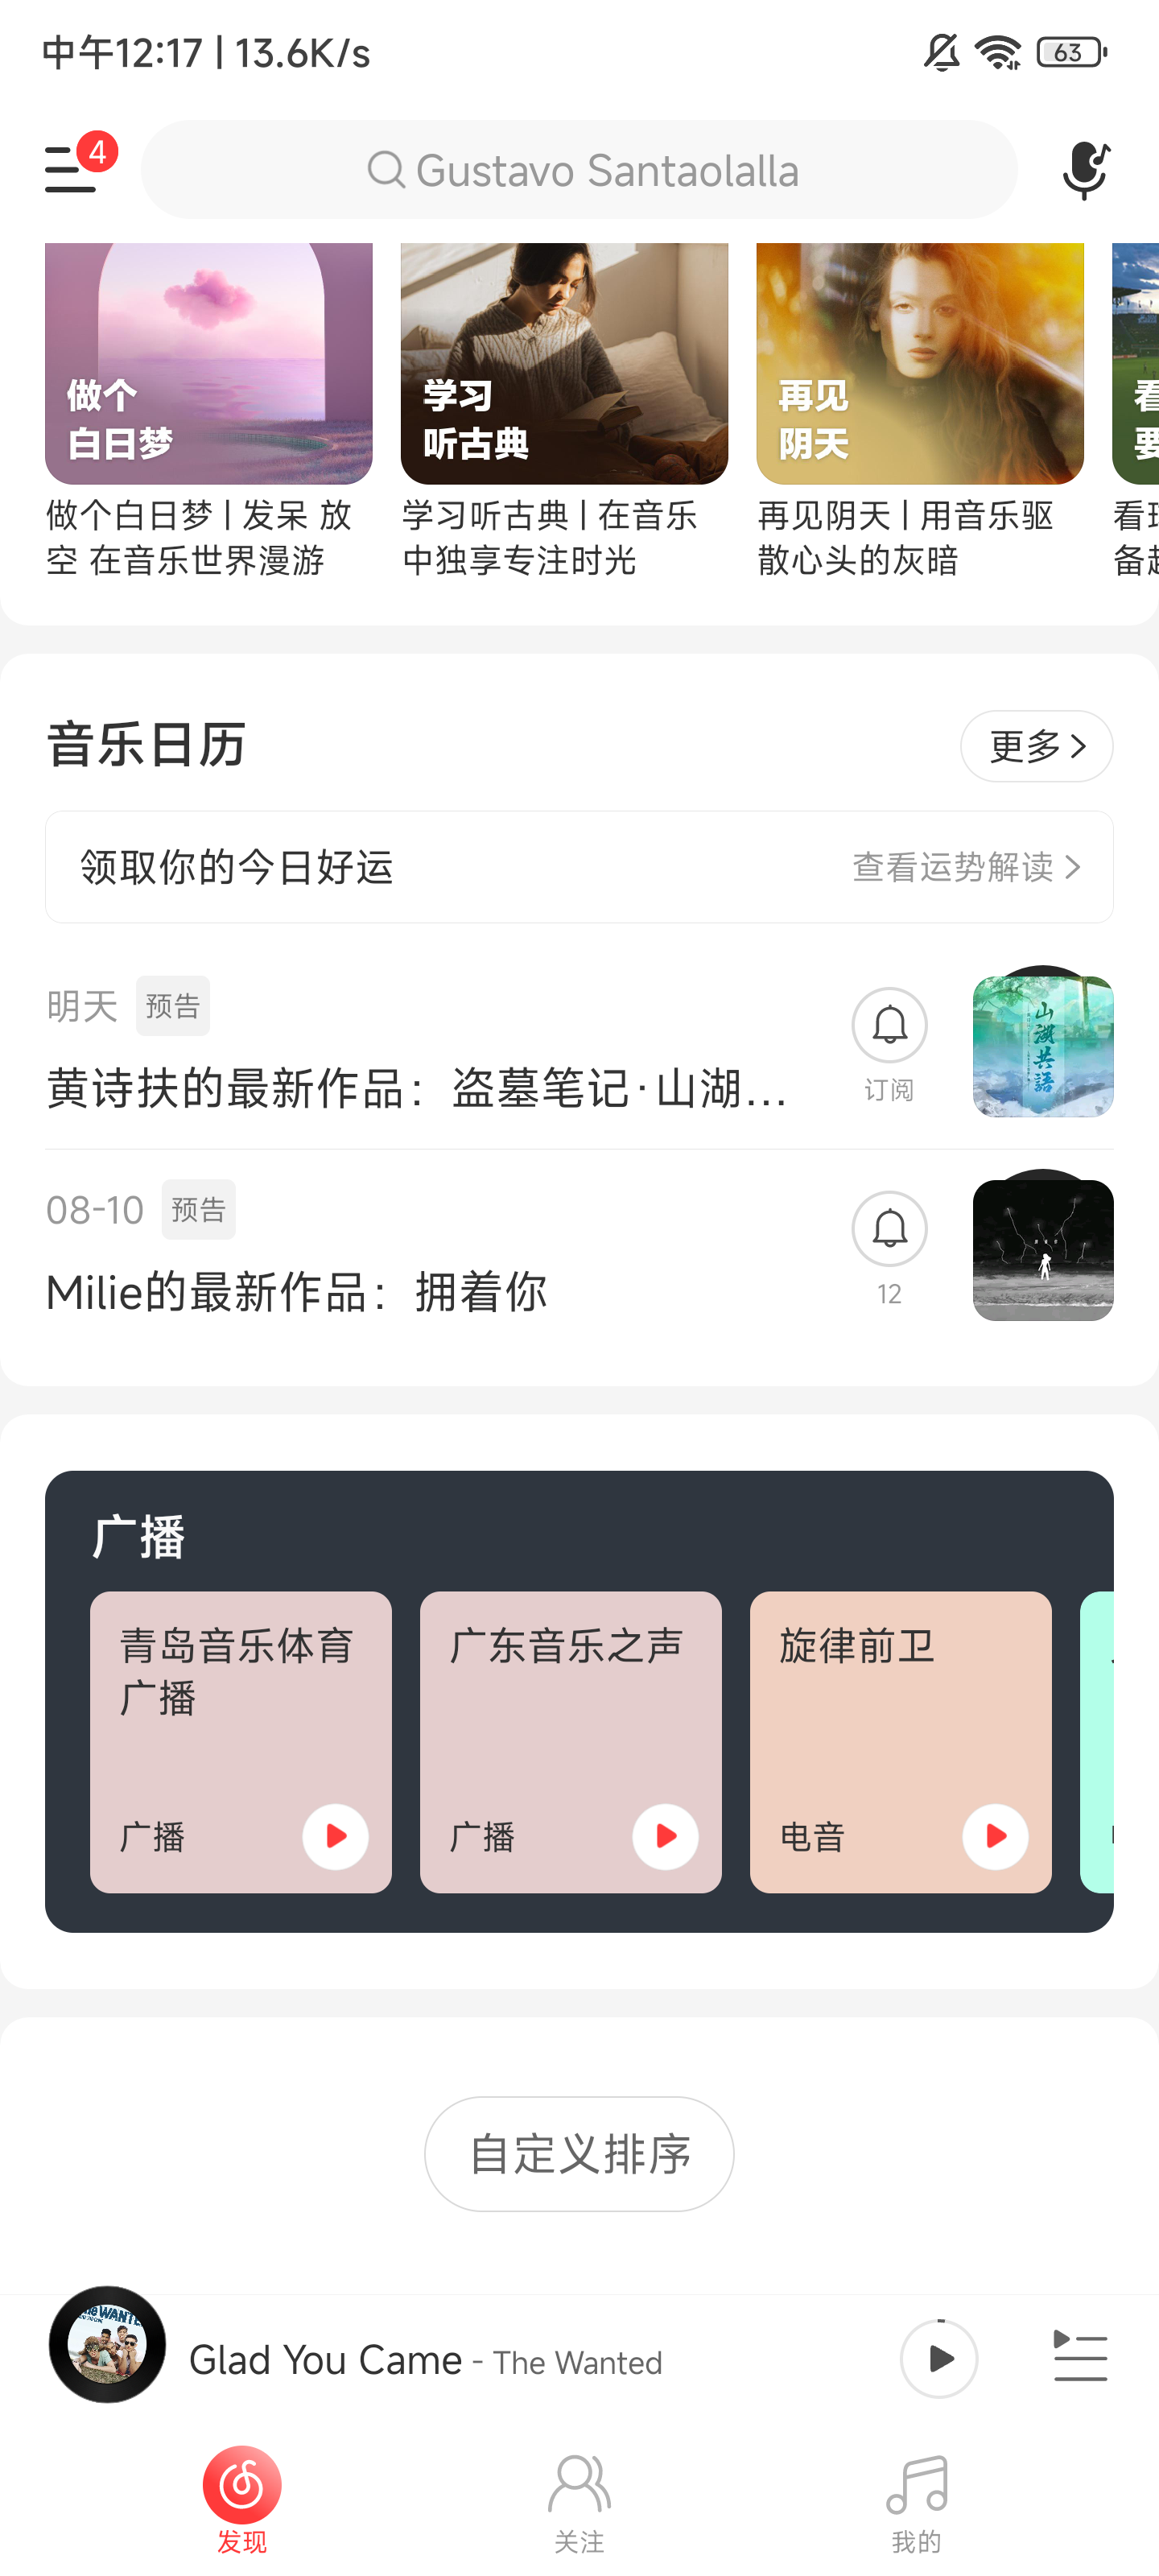 中午12:17 | 13.6K/s
63
4
Gustavo Santaolalla
做个
白日梦
学习
听古典
再见
阴天
看
要
做个白日梦 | 发呆 放
空 在音乐世界漫游
学习听古典 | 在音乐
中独享专注时光
再见阴天 | 用音乐驱
散心头的灰暗
音乐日历
更多
领取你的今日好运
查看运势解读
明天 预告
黄诗扶的最新作品：盗墓笔记·山湖...
订阅
山湖共語
08-10 预告
Milie的最新作品：拥着你
12
广播
青岛音乐体育
广播
广播
广东音乐之声
广播
旋律前卫
电音
自定义排序
Glad You Came - The Wanted
发现
关注
我的